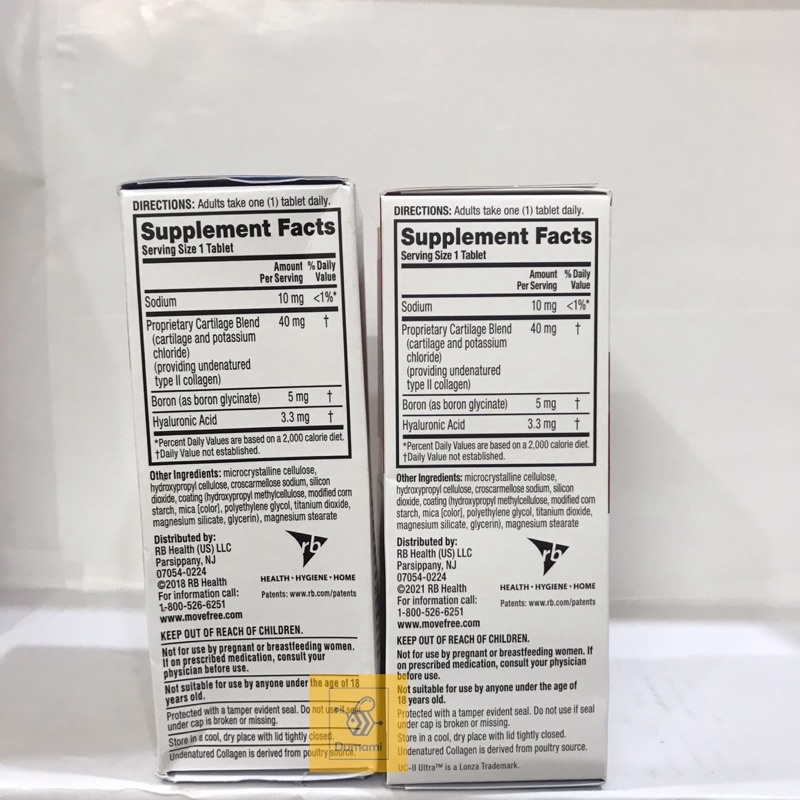 DIRECTIONS: Adults take one (1) tablet daily.
Supplement Facts
Serving Size 1 Tablet
Amount Per Serving % Daily Value
Sodium 10 mg <1%*
Proprietary Cartilage Blend 40 mg †
(cartilage and potassium
chloride)
(providing undenatured
type II collagen)
Boron (as boron glycinate) 5 mg †
Hyaluronic Acid 3.3 mg †
*Percent Daily Values are based on a 2,000 calorie diet.
†Daily Value not established.
Other Ingredients: microcrystalline cellulose,
hydroxypropyl cellulose, croscarmellose sodium, silicon
dioxide, coating (hydroxypropyl methylcellulose, modified corn
starch, mica [color], polyethylene glycol, titanium dioxide,
magnesium silicate, glycerin), magnesium stearate
Distributed by:
RB Health (US) LLC
Parsippany, NJ
07054-0224
©2018 RB Health
For information call:
1-800-526-6251
www.movefree.com
rb
HEALTH • HYGIENE • HOME
Patents: www.rb.com/patents
KEEP OUT OF REACH OF CHILDREN.
Not for use by pregnant or breastfeeding women.
If on prescribed medication, consult your
physician before use.
Not suitable for use by anyone under the age of 18
years old.
Protected with a tamper evident seal. Do not use if seal
under cap is broken or missing.
Store in a cool, dry place with lid tightly closed.
Undenatured Collagen is derived from poultry source.
DIRECTIONS: Adults take one (1) tablet daily.
Supplement Facts
Serving Size 1 Tablet
Amount Per Serving % Daily Value
Sodium 10 mg <1%*
Proprietary Cartilage Blend 40 mg †
(cartilage and potassium
chloride)
(providing undenatured
type II collagen)
Boron (as boron glycinate) 5 mg †
Hyaluronic Acid 3.3 mg †
*Percent Daily Values are based on a 2,000 calorie diet.
†Daily Value not established.
Other Ingredients: microcrystalline cellulose,
hydroxypropyl cellulose, croscarmellose sodium, silicon
dioxide, coating (hydroxypropyl methylcellulose, modified corn
starch, mica [color], polyethylene glycol, titanium dioxide,
magnesium silicate, glycerin), magnesium stearate
Distributed by:
RB Health (US) LLC
Parsippany, NJ
07054-0224
©2021 RB Health
For information call:
1-800-526-6251
www.movefree.com
rb
HEALTH • HYGIENE • HOME
Patents: www.rb.com/patents
KEEP OUT OF REACH OF CHILDREN.
Not for use by pregnant or breastfeeding women. If
on prescribed medication, consult your physician
before use.
Not suitable for use by anyone under the age of
18 years old.
Protected with a tamper evident seal. Do not use if seal
under cap is broken or missing.
Store in a cool, dry place with lid tightly closed.
Undenatured Collagen is derived from poultry source.
UC-II Ultra™ is a Lonza Trademark.
Dumami